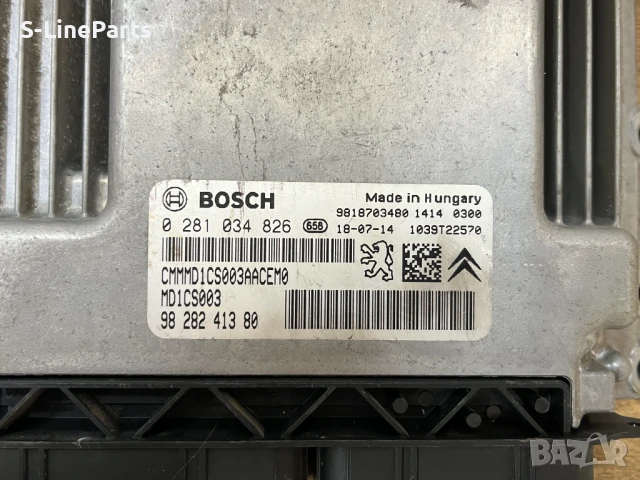 S-LineParts
BOSCH Made in Hungary
0 281 034 826 658 9818703480 1414 0300
18-07-14 1039T22570
CMMMD1CS003AACEM0
MD1CS003
98 282 413 80
BAZAR